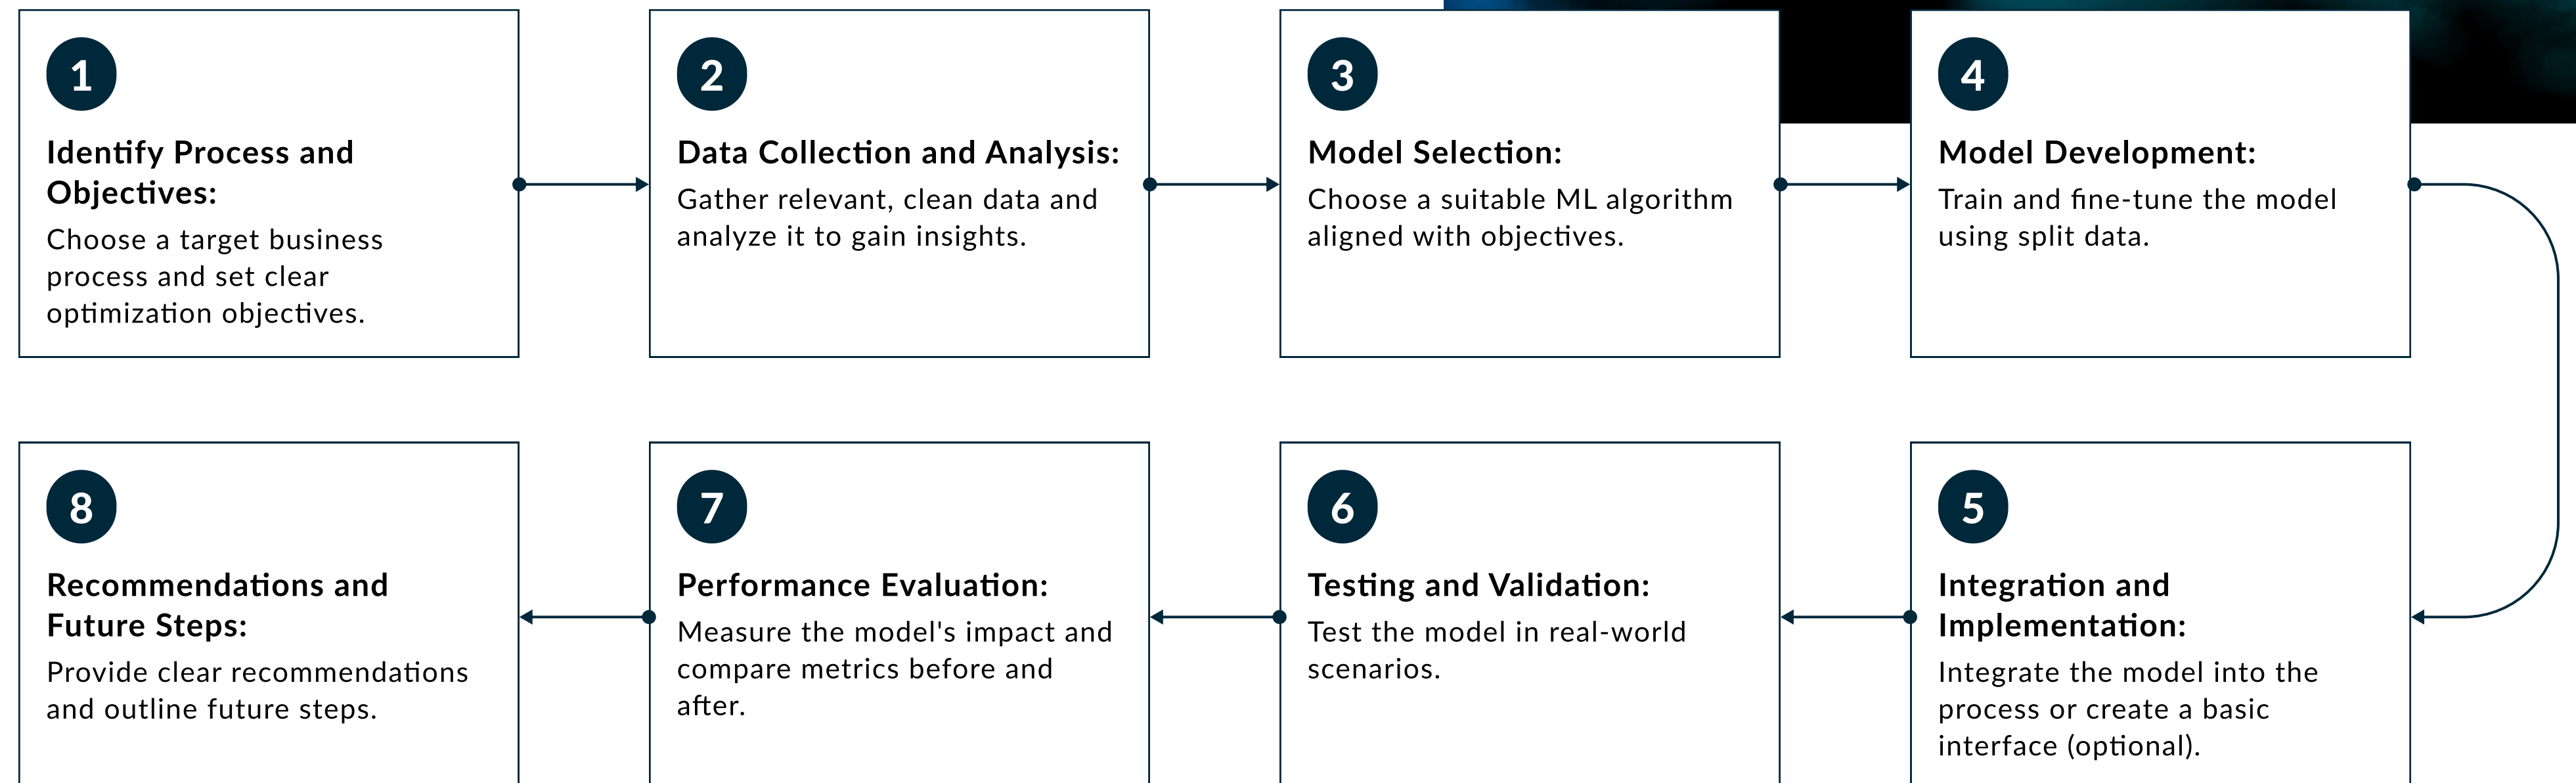 1
Identify Process and
Objectives:
Choose a target business
process and set clear
optimization objectives.
2
Data Collection and Analysis:
Gather relevant, clean data and
analyze it to gain insights.
3
Model Selection:
Choose a suitable ML algorithm
aligned with objectives.
4
Model Development:
Train and fine-tune the model
using split data.
5
Integration and
Implementation:
Integrate the model into the
process or create a basic
interface (optional).
6
Testing and Validation:
Test the model in real-world
scenarios.
7
Performance Evaluation:
Measure the model's impact and
compare metrics before and
after.
8
Recommendations and
Future Steps:
Provide clear recommendations
and outline future steps.